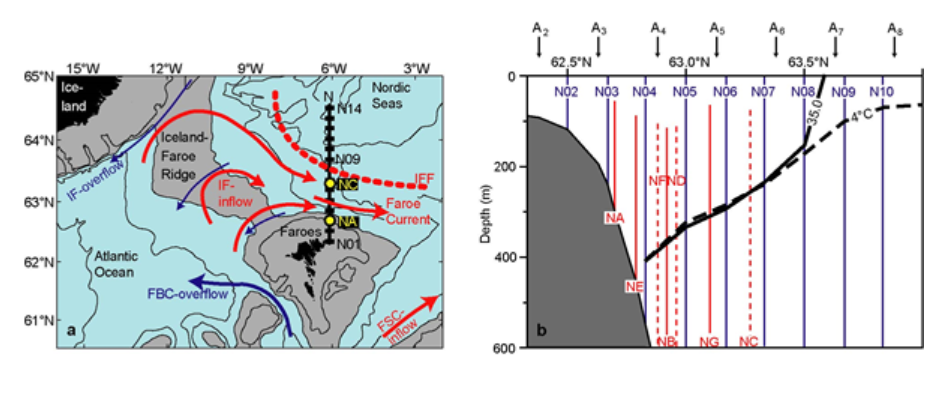 15°W 12°W 9°W 6°W 3°W
65°N
64°N
63°N
62°N
61°N
Ice-
land
Nordic
Seas
N
N14
Iceland-
Faroe
Ridge
IF-overflow
N09
NC
IFF
IF-
inflow
Faroe
Current
NA
Faroes
N01
Atlantic
Ocean
FBC-overflow
FSC-
inflow
a
A2 A3 A4 A5 A6 A7 A8
62.5°N 63.0°N 63.5°N
0
200
400
600
Depth (m)
N02 N03 N04 N05 N06 N07 N08 N09 N10
35.0
4°C
NF ND
NA
NE
NB NG NC
b